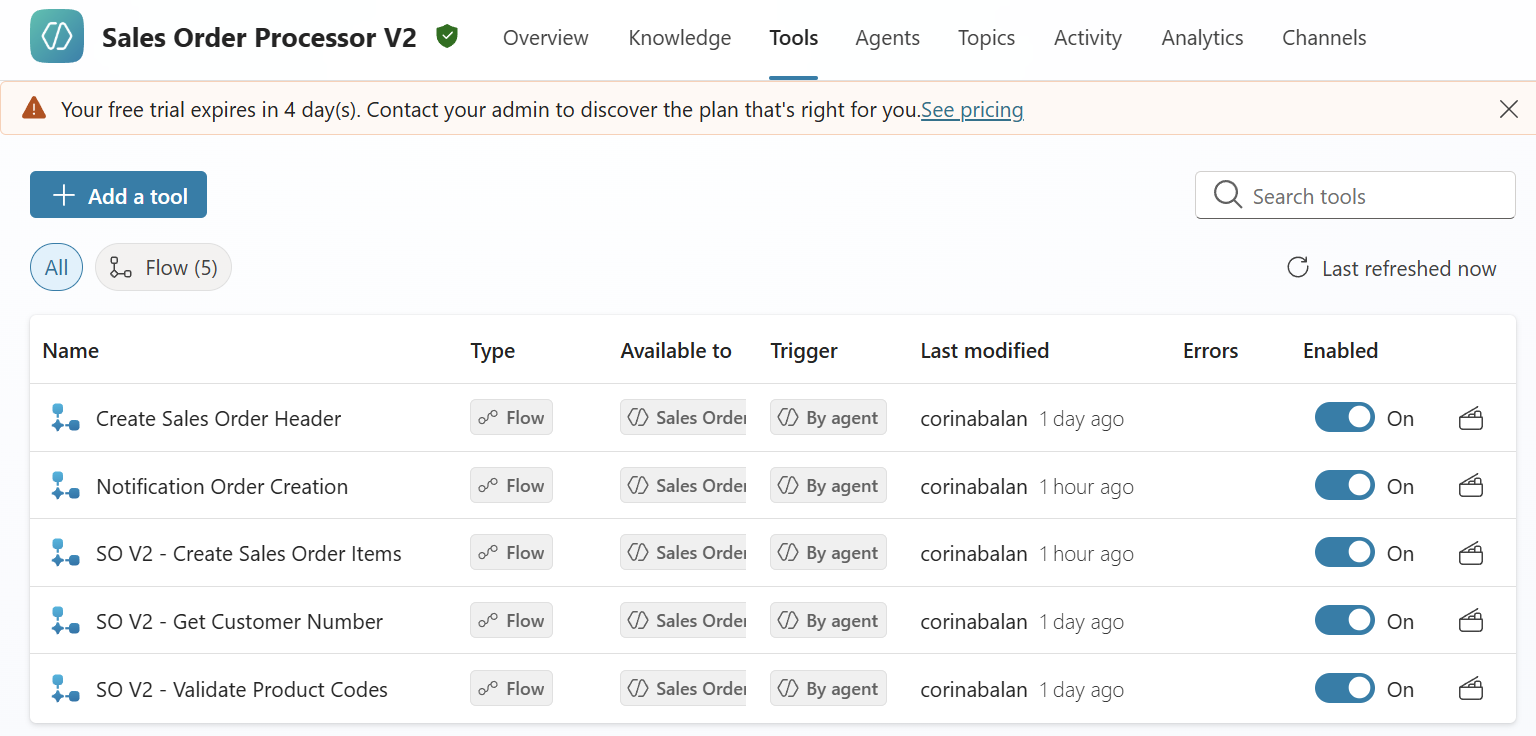 Sales Order Processor V2 Overview Knowledge Tools Agents Topics Activity Analytics Channels
Your free trial expires in 4 day(s). Contact your admin to discover the plan that's right for you.See pricing
Add a tool Search tools
All Flow (5) Last refreshed now
Name Type Available to Trigger Last modified Errors Enabled
Create Sales Order Header Flow Sales Order By agent corinabalan 1 day ago On
Notification Order Creation Flow Sales Order By agent corinabalan 1 hour ago On
SO V2 - Create Sales Order Items Flow Sales Order By agent corinabalan 1 hour ago On
SO V2 - Get Customer Number Flow Sales Order By agent corinabalan 1 day ago On
SO V2 - Validate Product Codes Flow Sales Order By agent corinabalan 1 day ago On